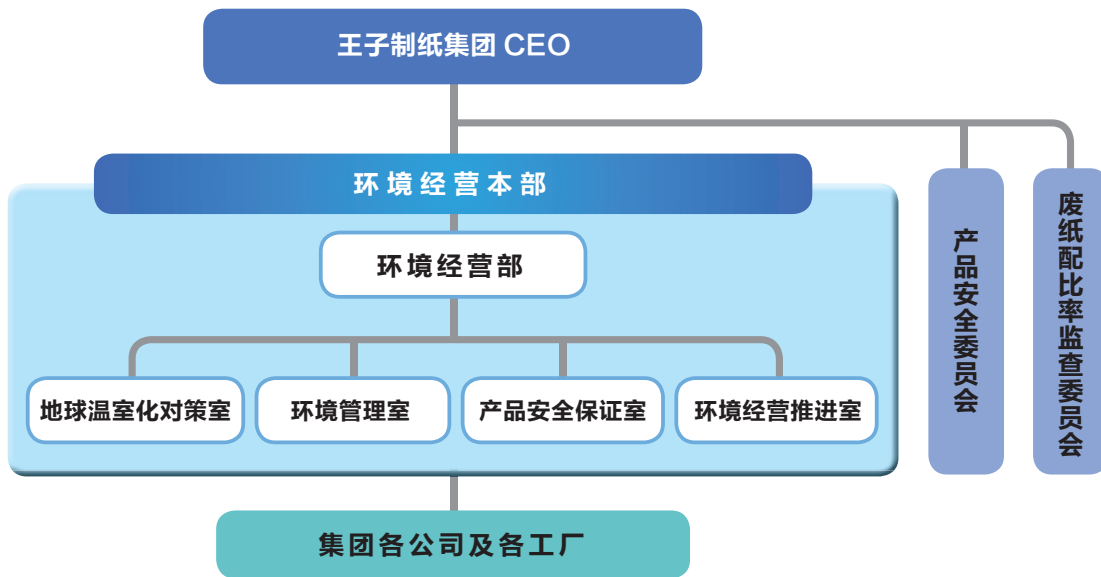 王子制纸集团 CEO
环境经营本部
环境经营部
地球温室化对策室
环境管理室
产品安全保证室
环境经营推进室
产品安全委员会
废纸配比率监查委员会
集团各公司及各工厂